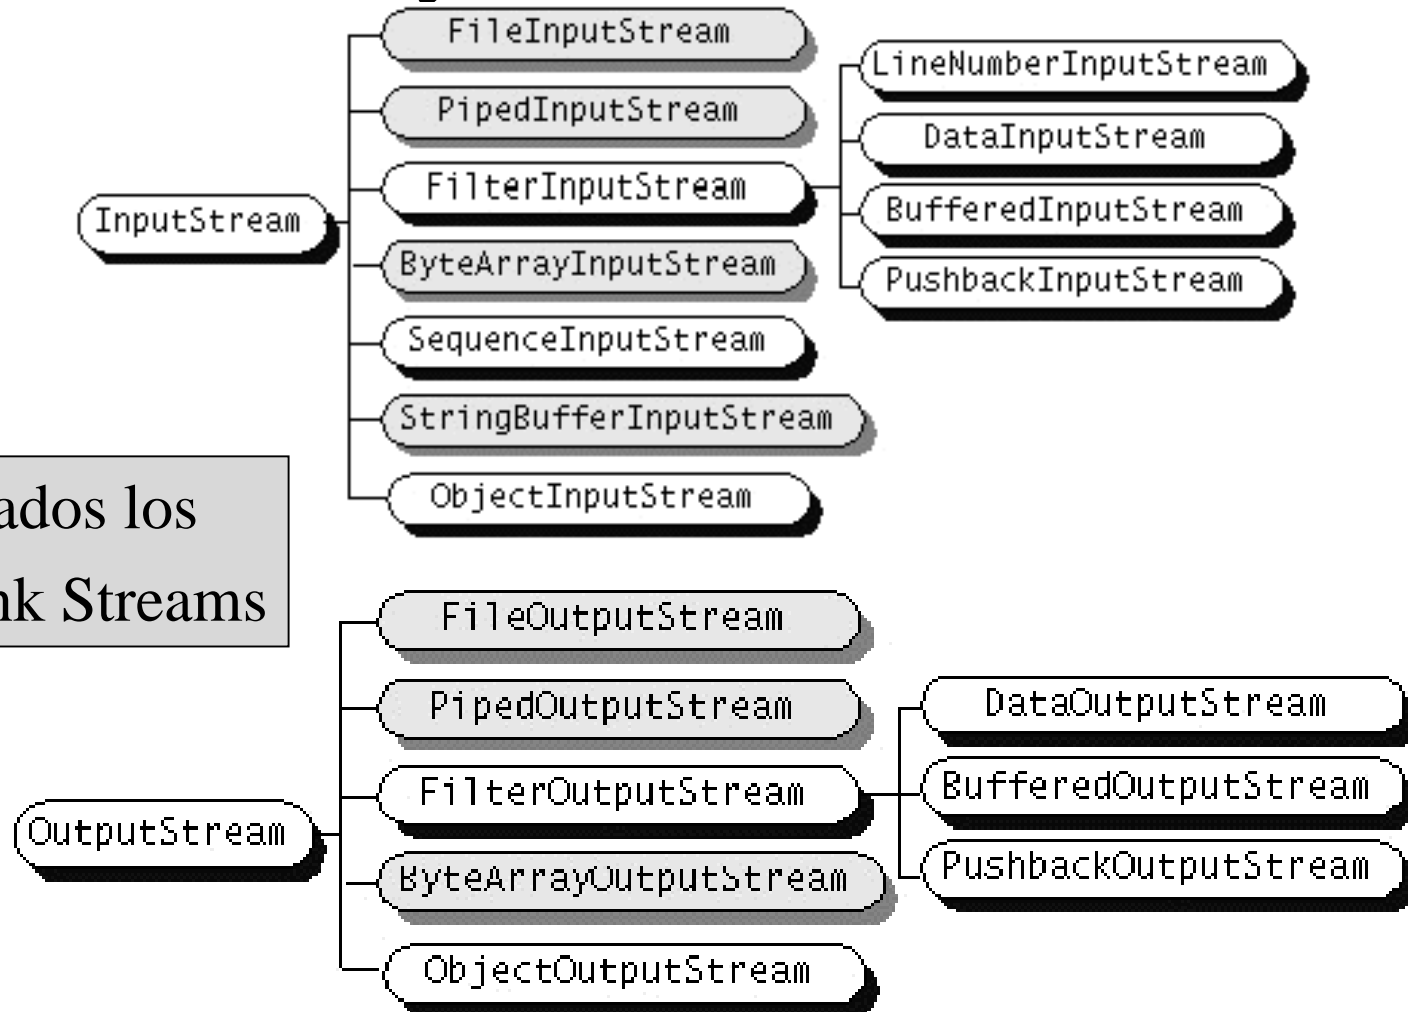 FileInputStream
PipedInputStream
FilterInputStream
ByteArrayInputStream
SequenceInputStream
StringBufferInputStream
ObjectInputStream
InputStream
LineNumberInputStream
DataInputStream
BufferedInputStream
PushbackInputStream
ados los
nk Streams
FileOutputStream
PipedOutputStream
FilterOutputStream
ByteArrayOutputStream
ObjectOutputStream
OutputStream
DataOutputStream
BufferedOutputStream
PushbackOutputStream